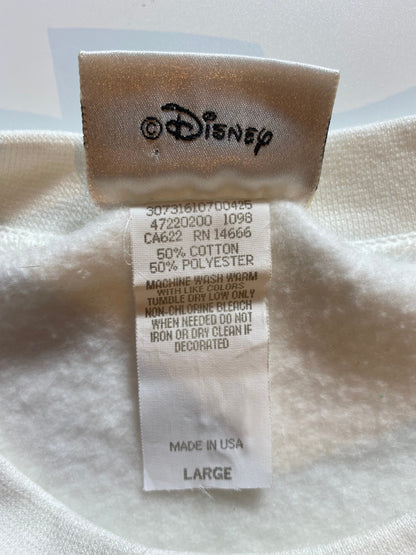 ©Disney
30731610700425
47220200 1098
CA622 RN 14666
50% COTTON
50% POLYESTER
MACHINE WASH WARM
WITH LIKE COLORS
TUMBLE DRY LOW ONLY
NON-CHLORINE BLEACH
WHEN NEEDED DO NOT
IRON OR DRY CLEAN IF
DECORATED
MADE IN USA
LARGE